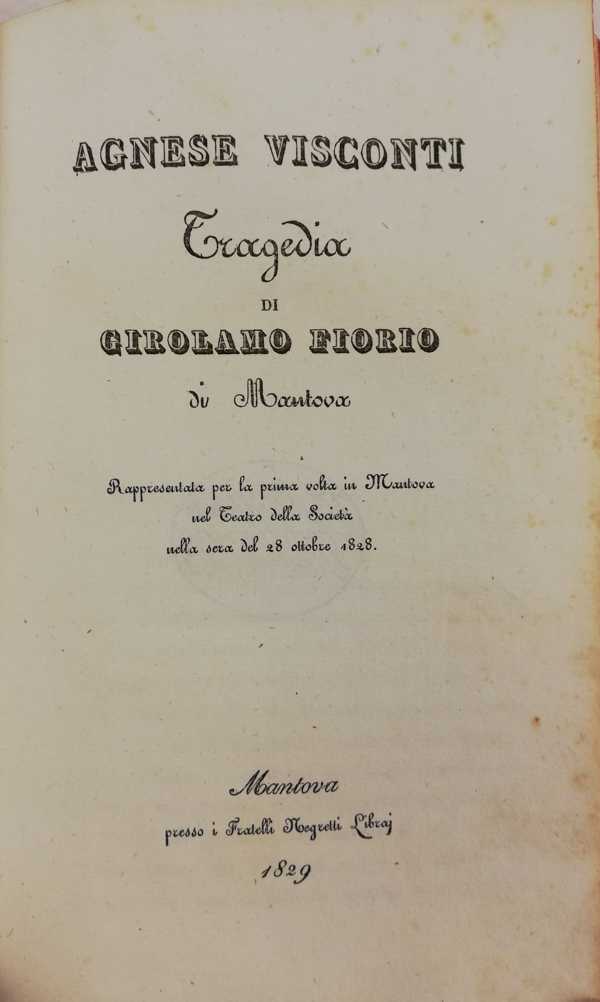 AGNESE VISCONTI
Tragedia
DI
GIROLAMO FIORIO
di Mantova
Rappresentata per la prima volta in Mantova
nel Teatro della Società
nella sera del 28 ottobre 1828.
Mantova
presso i Fratelli Negretti Libraj
1829